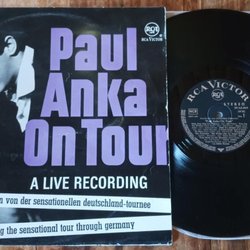 RCA
RCA VICTOR
Paul
Anka
On Tour
A LIVE RECORDING
n von der sensationellen deutschland-tournee
g the sensational tour through germany
RCA VICTOR
STEREO